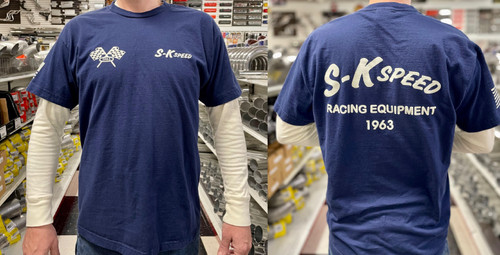 S-K SPEED
S-K SPEED
RACING EQUIPMENT
1963